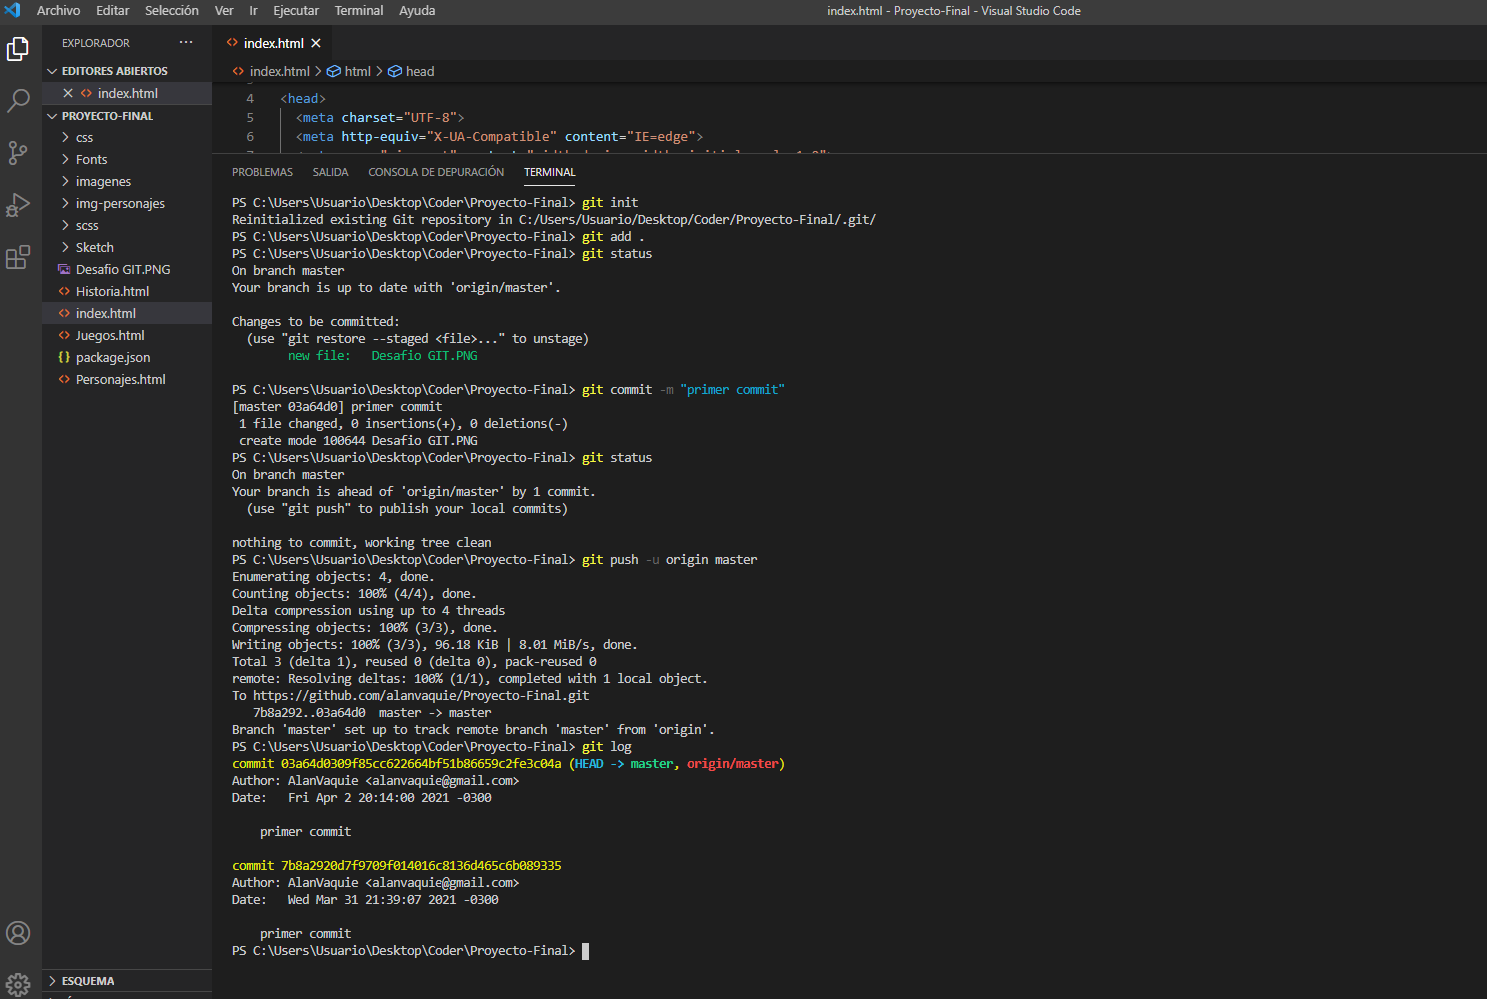 Archivo Editar Selección Ver Ir Ejecutar Terminal Ayuda
index.html - Proyecto-Final - Visual Studio Code
EXPLORADOR ...
EDITORES ABIERTOS
index.html
PROYECTO-FINAL
css
Fonts
imagenes
img-personajes
scss
Sketch
Desafio GIT.PNG
Historia.html
index.html
Juegos.html
package.json
Personajes.html
ESQUEMA
index.html
index.html > html > head
4 <head>
5 <meta charset="UTF-8">
6 <meta http-equiv="X-UA-Compatible" content="IE=edge">
PROBLEMAS SALIDA CONSOLA DE DEPURACIÓN TERMINAL
PS C:\Users\Usuario\Desktop\Coder\Proyecto-Final> git init
Reinitialized existing Git repository in C:/Users/Usuario/Desktop/Coder/Proyecto-Final/.git/
PS C:\Users\Usuario\Desktop\Coder\Proyecto-Final> git add .
PS C:\Users\Usuario\Desktop\Coder\Proyecto-Final> git status
On branch master
Your branch is up to date with 'origin/master'.
Changes to be committed:
(use "git restore --staged <file>..." to unstage)
new file: Desafio GIT.PNG
PS C:\Users\Usuario\Desktop\Coder\Proyecto-Final> git commit -m "primer commit"
[master 03a64d0] primer commit
1 file changed, 0 insertions(+), 0 deletions(-)
create mode 100644 Desafio GIT.PNG
PS C:\Users\Usuario\Desktop\Coder\Proyecto-Final> git status
On branch master
Your branch is ahead of 'origin/master' by 1 commit.
(use "git push" to publish your local commits)
nothing to commit, working tree clean
PS C:\Users\Usuario\Desktop\Coder\Proyecto-Final> git push -u origin master
Enumerating objects: 4, done.
Counting objects: 100% (4/4), done.
Delta compression using up to 4 threads
Compressing objects: 100% (3/3), done.
Writing objects: 100% (3/3), 96.18 KiB | 8.01 MiB/s, done.
Total 3 (delta 1), reused 0 (delta 0), pack-reused 0
remote: Resolving deltas: 100% (1/1), completed with 1 local object.
To https://github.com/alanvaquie/Proyecto-Final.git
7b8a292..03a64d0 master -> master
Branch 'master' set up to track remote branch 'master' from 'origin'.
PS C:\Users\Usuario\Desktop\Coder\Proyecto-Final> git log
commit 03a64d0309f85cc622664bf51b86659c2fe3c04a (HEAD -> master, origin/master)
Author: AlanVaquie <alanvaquie@gmail.com>
Date: Fri Apr 2 20:14:00 2021 -0300
primer commit
commit 7b8a2920d7f9709f014016c8136d465c6b089335
Author: AlanVaquie <alanvaquie@gmail.com>
Date: Wed Mar 31 21:39:07 2021 -0300
primer commit
PS C:\Users\Usuario\Desktop\Coder\Proyecto-Final>